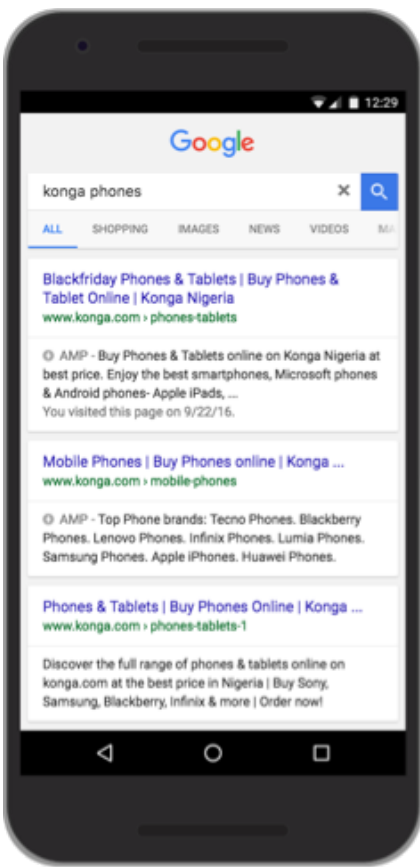 12:29
Google
konga phones
ALL SHOPPING IMAGES NEWS VIDEOS MA
Blackfriday Phones & Tablets | Buy Phones &
Tablet Online | Konga Nigeria
www.konga.com › phones-tablets
AMP - Buy Phones & Tablets online on Konga Nigeria at
best price. Enjoy the best smartphones, Microsoft phones
& Android phones- Apple iPads, ...
You visited this page on 9/22/16.
Mobile Phones | Buy Phones online | Konga ...
www.konga.com › mobile-phones
AMP - Top Phone brands: Tecno Phones. Blackberry
Phones. Lenovo Phones. Infinix Phones. Lumia Phones.
Samsung Phones. Apple iPhones. Huawei Phones.
Phones & Tablets | Buy Phones Online | Konga ...
www.konga.com › phones-tablets-1
Discover the full range of phones & tablets online on
konga.com at the best price in Nigeria | Buy Sony,
Samsung, Blackberry, Infinix & more | Order now!